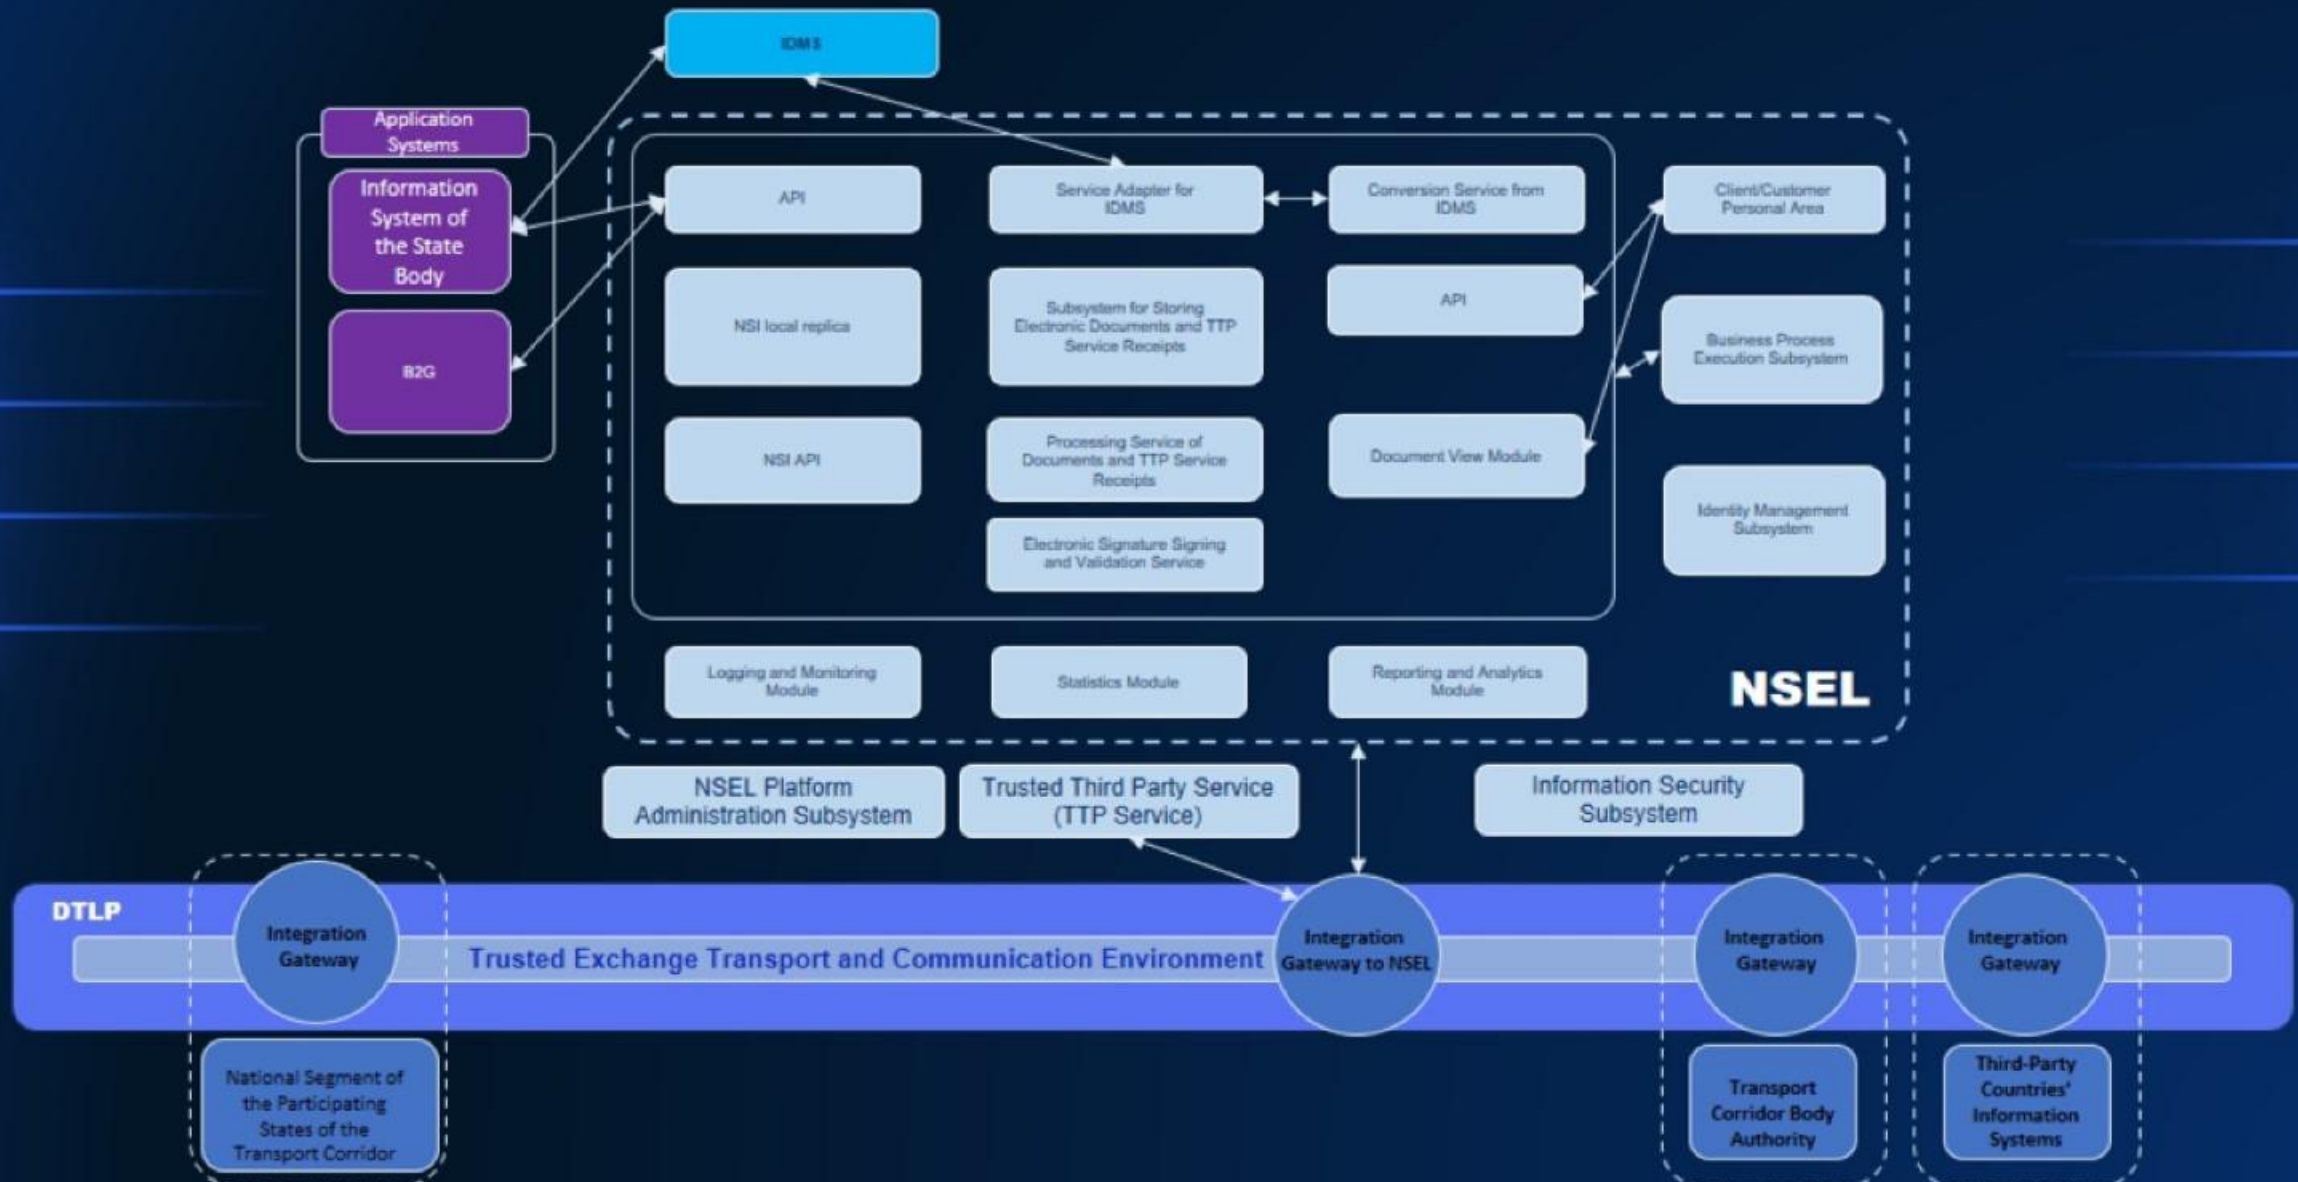 IDMS
Application
Systems
Information
System of
the State
Body
B2G
API
Service Adapter for
IDMS
Conversion Service from
IDMS
Client/Customer
Personal Area
NSI local replica
Subsystem for Storing
Electronic Documents and TTP
Service Receipts
API
Business Process
Execution Subsystem
NSI API
Processing Service of
Documents and TTP Service
Receipts
Document View Module
Identity Management
Subsystem
Electronic Signature Signing
and Validation Service
Logging and Monitoring
Module
Statistics Module
Reporting and Analytics
Module
NSEL
NSEL Platform
Administration Subsystem
Trusted Third Party Service
(TTP Service)
Information Security
Subsystem
DTLP
Integration
Gateway
Trusted Exchange Transport and Communication Environment
Integration
Gateway to NSEL
Integration
Gateway
Integration
Gateway
National Segment of
the Participating
States of the
Transport Corridor
Transport
Corridor Body
Authority
Third-Party
Countries'
Information
Systems